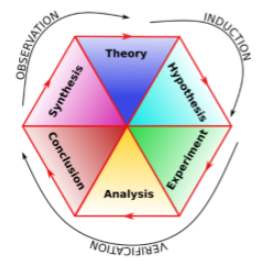 OBSERVATION
INDUCTION
Theory
Hypothesis
Experiment
Analysis
Conclusion
Synthesis
VERIFICATION